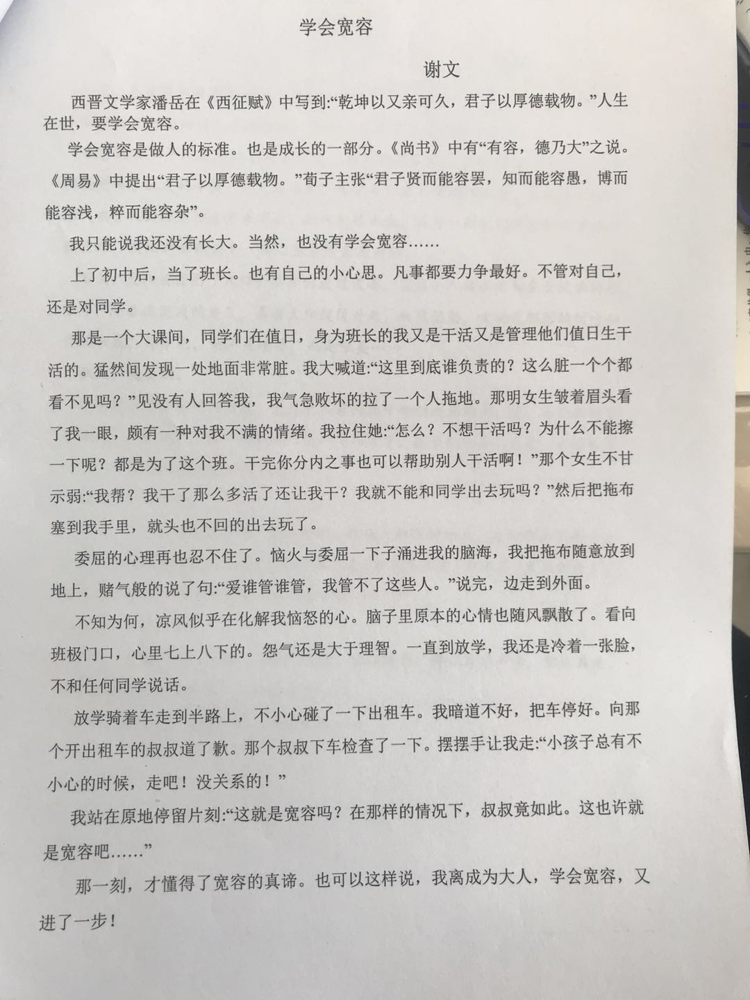 学会宽容
谢文
西晋文学家潘岳在《西征赋》中写到:“乾坤以又亲可久，君子以厚德载物。”人生
在世，要学会宽容。
学会宽容是做人的标准。也是成长的一部分。《尚书》中有“有容，德乃大”之说。
《周易》中提出“君子以厚德载物。”荀子主张“君子贤而能容罢，知而能容愚，博而
能容浅，粹而能容杂”。
我只能说我还没有长大。当然，也没有学会宽容……
上了初中后，当了班长。也有自己的小心思。凡事都要力争最好。不管对自己，
还是对同学。
那是一个大课间，同学们在值日，身为班长的我又是干活又是管理他们值日生干
活的。猛然间发现一处地面非常脏。我大喊道:“这里到底谁负责的？这么脏一个个都
看不见吗？”见没有人回答我，我气急败坏的拉了一个人拖地。那明女生皱着眉头看
了我一眼，颇有一种对我不满的情绪。我拉住她:“怎么？不想干活吗？为什么不能擦
一下呢？都是为了这个班。干完你分内之事也可以帮助别人干活啊！”那个女生不甘
示弱:“我帮？我干了那么多活了还让我干？我就不能和同学出去玩吗？”然后把拖布
塞到我手里，就头也不回的出去玩了。
委屈的心理再也忍不住了。恼火与委屈一下子涌进我的脑海，我把拖布随意放到
地上，赌气般的说了句:“爱谁管谁管，我管不了这些人。”说完，边走到外面。
不知为何，凉风似乎在化解我恼怒的心。脑子里原本的心情也随风飘散了。看向
班极门口，心里七上八下的。怨气还是大于理智。一直到放学，我还是冷着一张脸，
不和任何同学说话。
放学骑着车走到半路上，不小心碰了一下出租车。我暗道不好，把车停好。向那
个开出租车的叔叔道了歉。那个叔叔下车检查了一下。摆摆手让我走:“小孩子总有不
小心的时候，走吧！没关系的！”
我站在原地停留片刻:“这就是宽容吗？在那样的情况下，叔叔竟如此。这也许就
是宽容吧……”
那一刻，才懂得了宽容的真谛。也可以这样说，我离成为大人，学会宽容，又
进了一步！